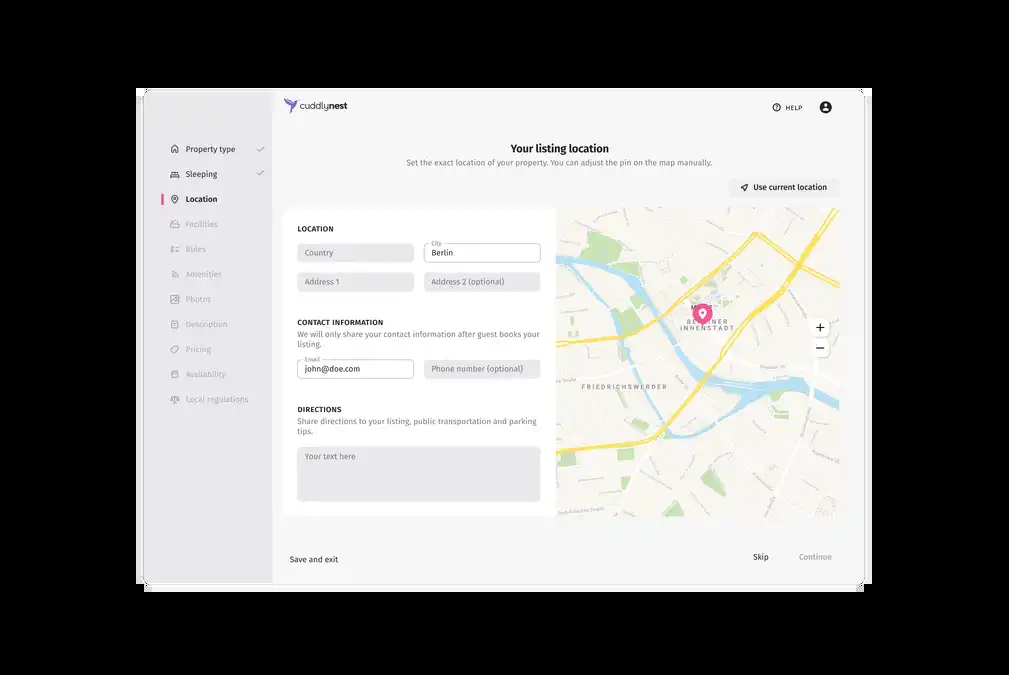 cuddlynest
HELP
Property type
Sleeping
Location
Facilities
Rules
Amenities
Photos
Description
Pricing
Availability
Local regulations
Your listing location
Set the exact location of your property. You can adjust the pin on the map manually.
Use current location
LOCATION
Country
City
Berlin
Address 1
Address 2 (optional)
CONTACT INFORMATION
We will only share your contact information after guest books your
listing.
Email
john@doe.com
Phone number (optional)
DIRECTIONS
Share directions to your listing, public transportation and parking
tips.
Your text here
INNENSTADT
FRIEDRICHSWERDER
+
−
Save and exit
Skip
Continue